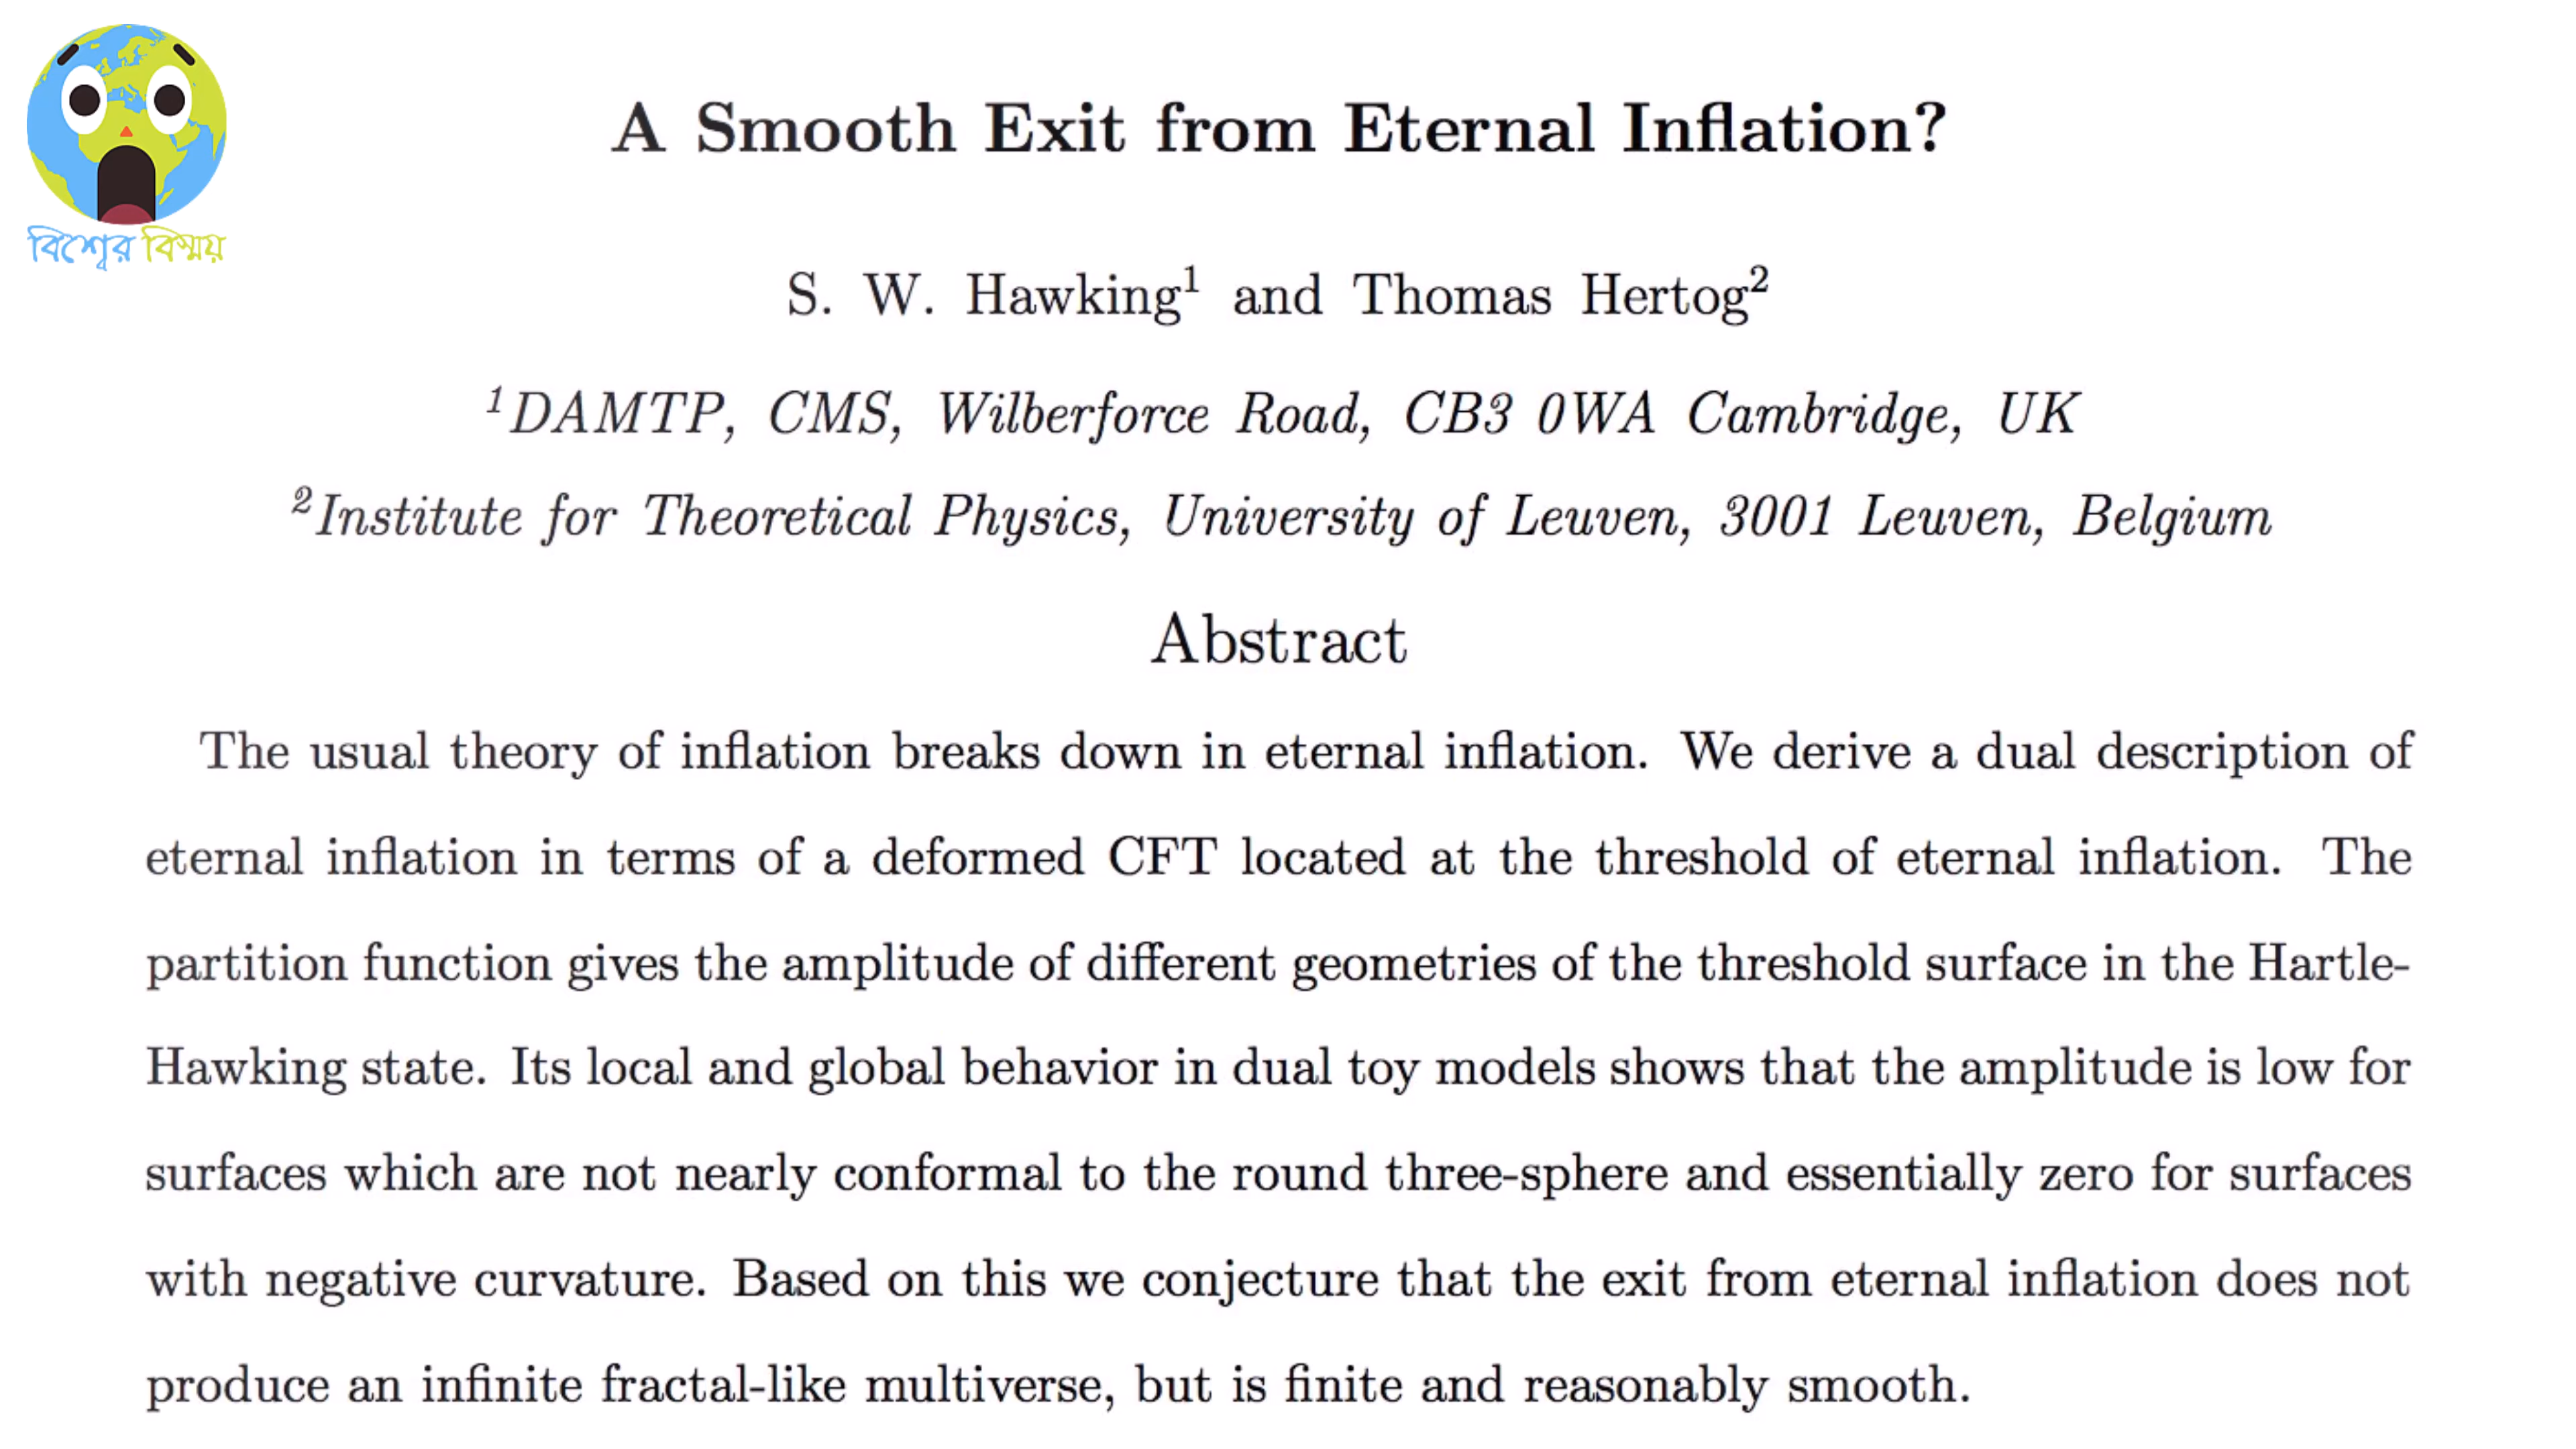 বিশ্বের বিস্ময়
A Smooth Exit from Eternal Inflation?
S. W. Hawking¹ and Thomas Hertog²
¹DAMTP, CMS, Wilberforce Road, CB3 0WA Cambridge, UK
²Institute for Theoretical Physics, University of Leuven, 3001 Leuven, Belgium
Abstract
The usual theory of inflation breaks down in eternal inflation. We derive a dual description of
eternal inflation in terms of a deformed CFT located at the threshold of eternal inflation. The
partition function gives the amplitude of different geometries of the threshold surface in the Hartle-
Hawking state. Its local and global behavior in dual toy models shows that the amplitude is low for
surfaces which are not nearly conformal to the round three-sphere and essentially zero for surfaces
with negative curvature. Based on this we conjecture that the exit from eternal inflation does not
produce an infinite fractal-like multiverse, but is finite and reasonably smooth.